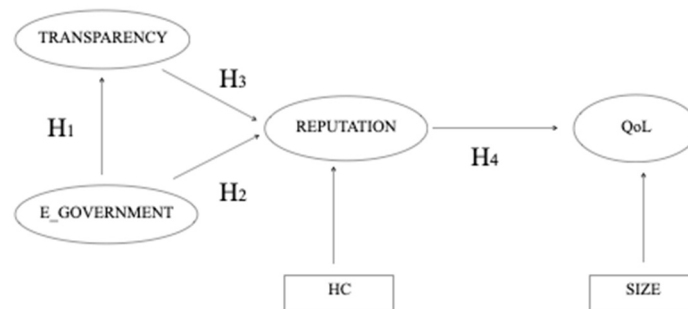 TRANSPARENCY
H3
H1
REPUTATION
QoL
H4
H2
E_GOVERNMENT
HC
SIZE